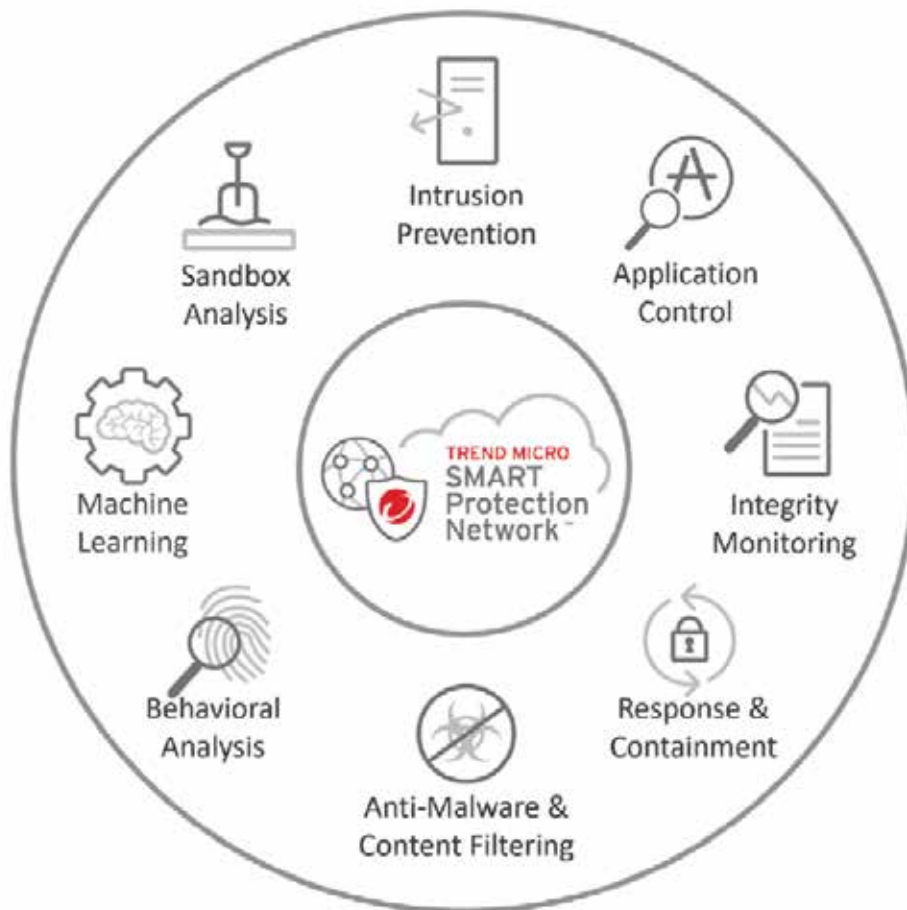 Intrusion
Prevention
Application
Control
Integrity
Monitoring
Response &
Containment
Anti-Malware &
Content Filtering
Behavioral
Analysis
Machine
Learning
Sandbox
Analysis
TREND MICRO
SMART
Protection
Network™